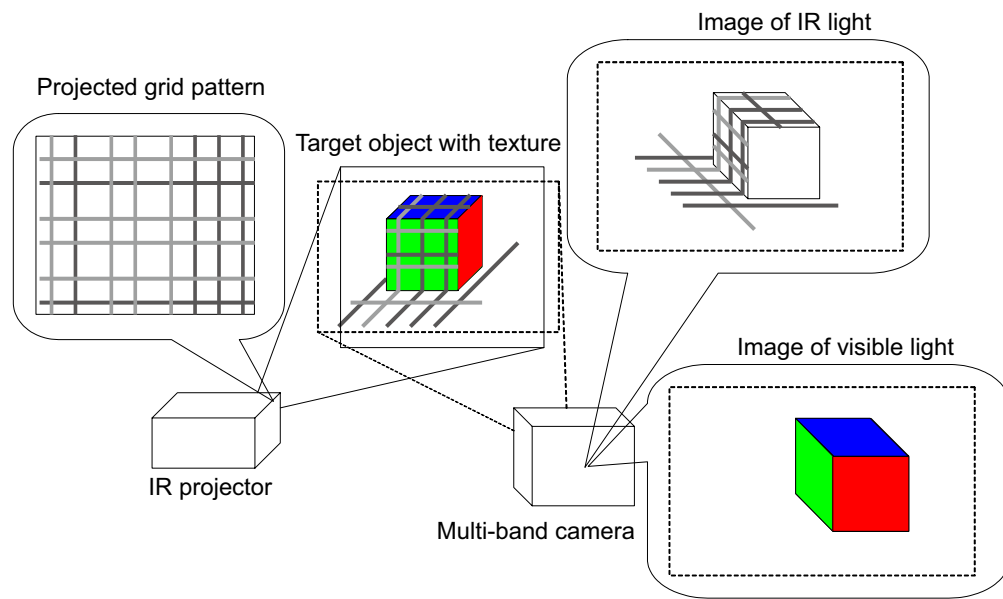 Image of IR light
Projected grid pattern
Target object with texture
Image of visible light
IR projector
Multi-band camera